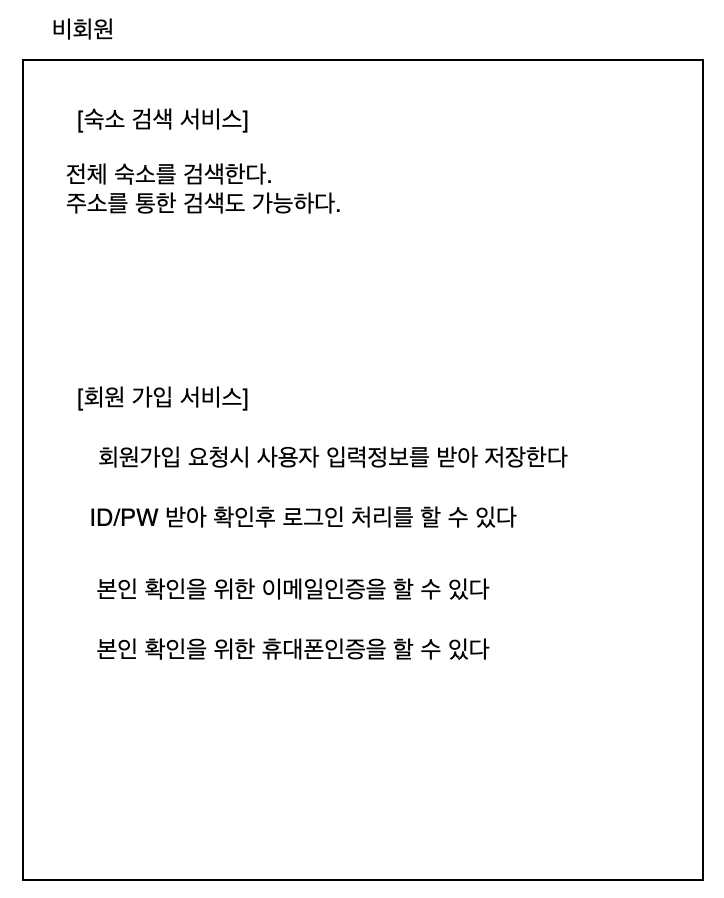 비회원
[숙소 검색 서비스]
전체 숙소를 검색한다.
주소를 통한 검색도 가능하다.
[회원 가입 서비스]
회원가입 요청시 사용자 입력정보를 받아 저장한다
ID/PW 받아 확인후 로그인 처리를 할 수 있다
본인 확인을 위한 이메일인증을 할 수 있다
본인 확인을 위한 휴대폰인증을 할 수 있다